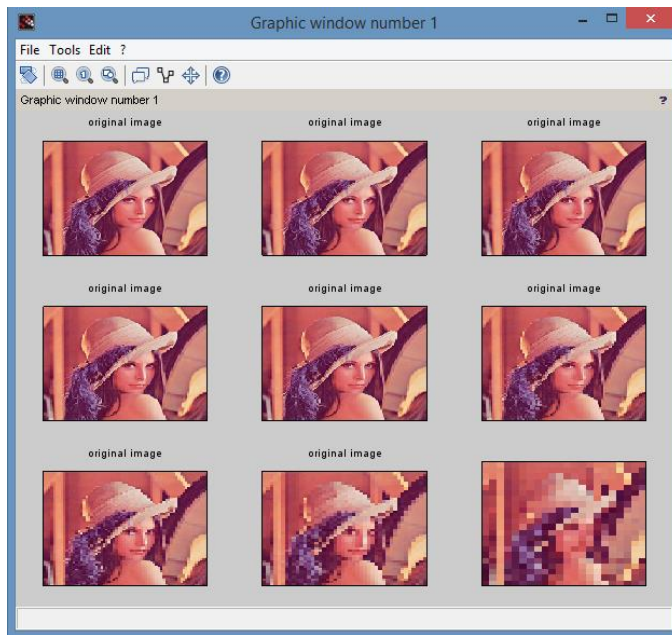 Graphic window number 1
File Tools Edit ?
Graphic window number 1 ?
original image original image original image
original image original image original image
original image original image